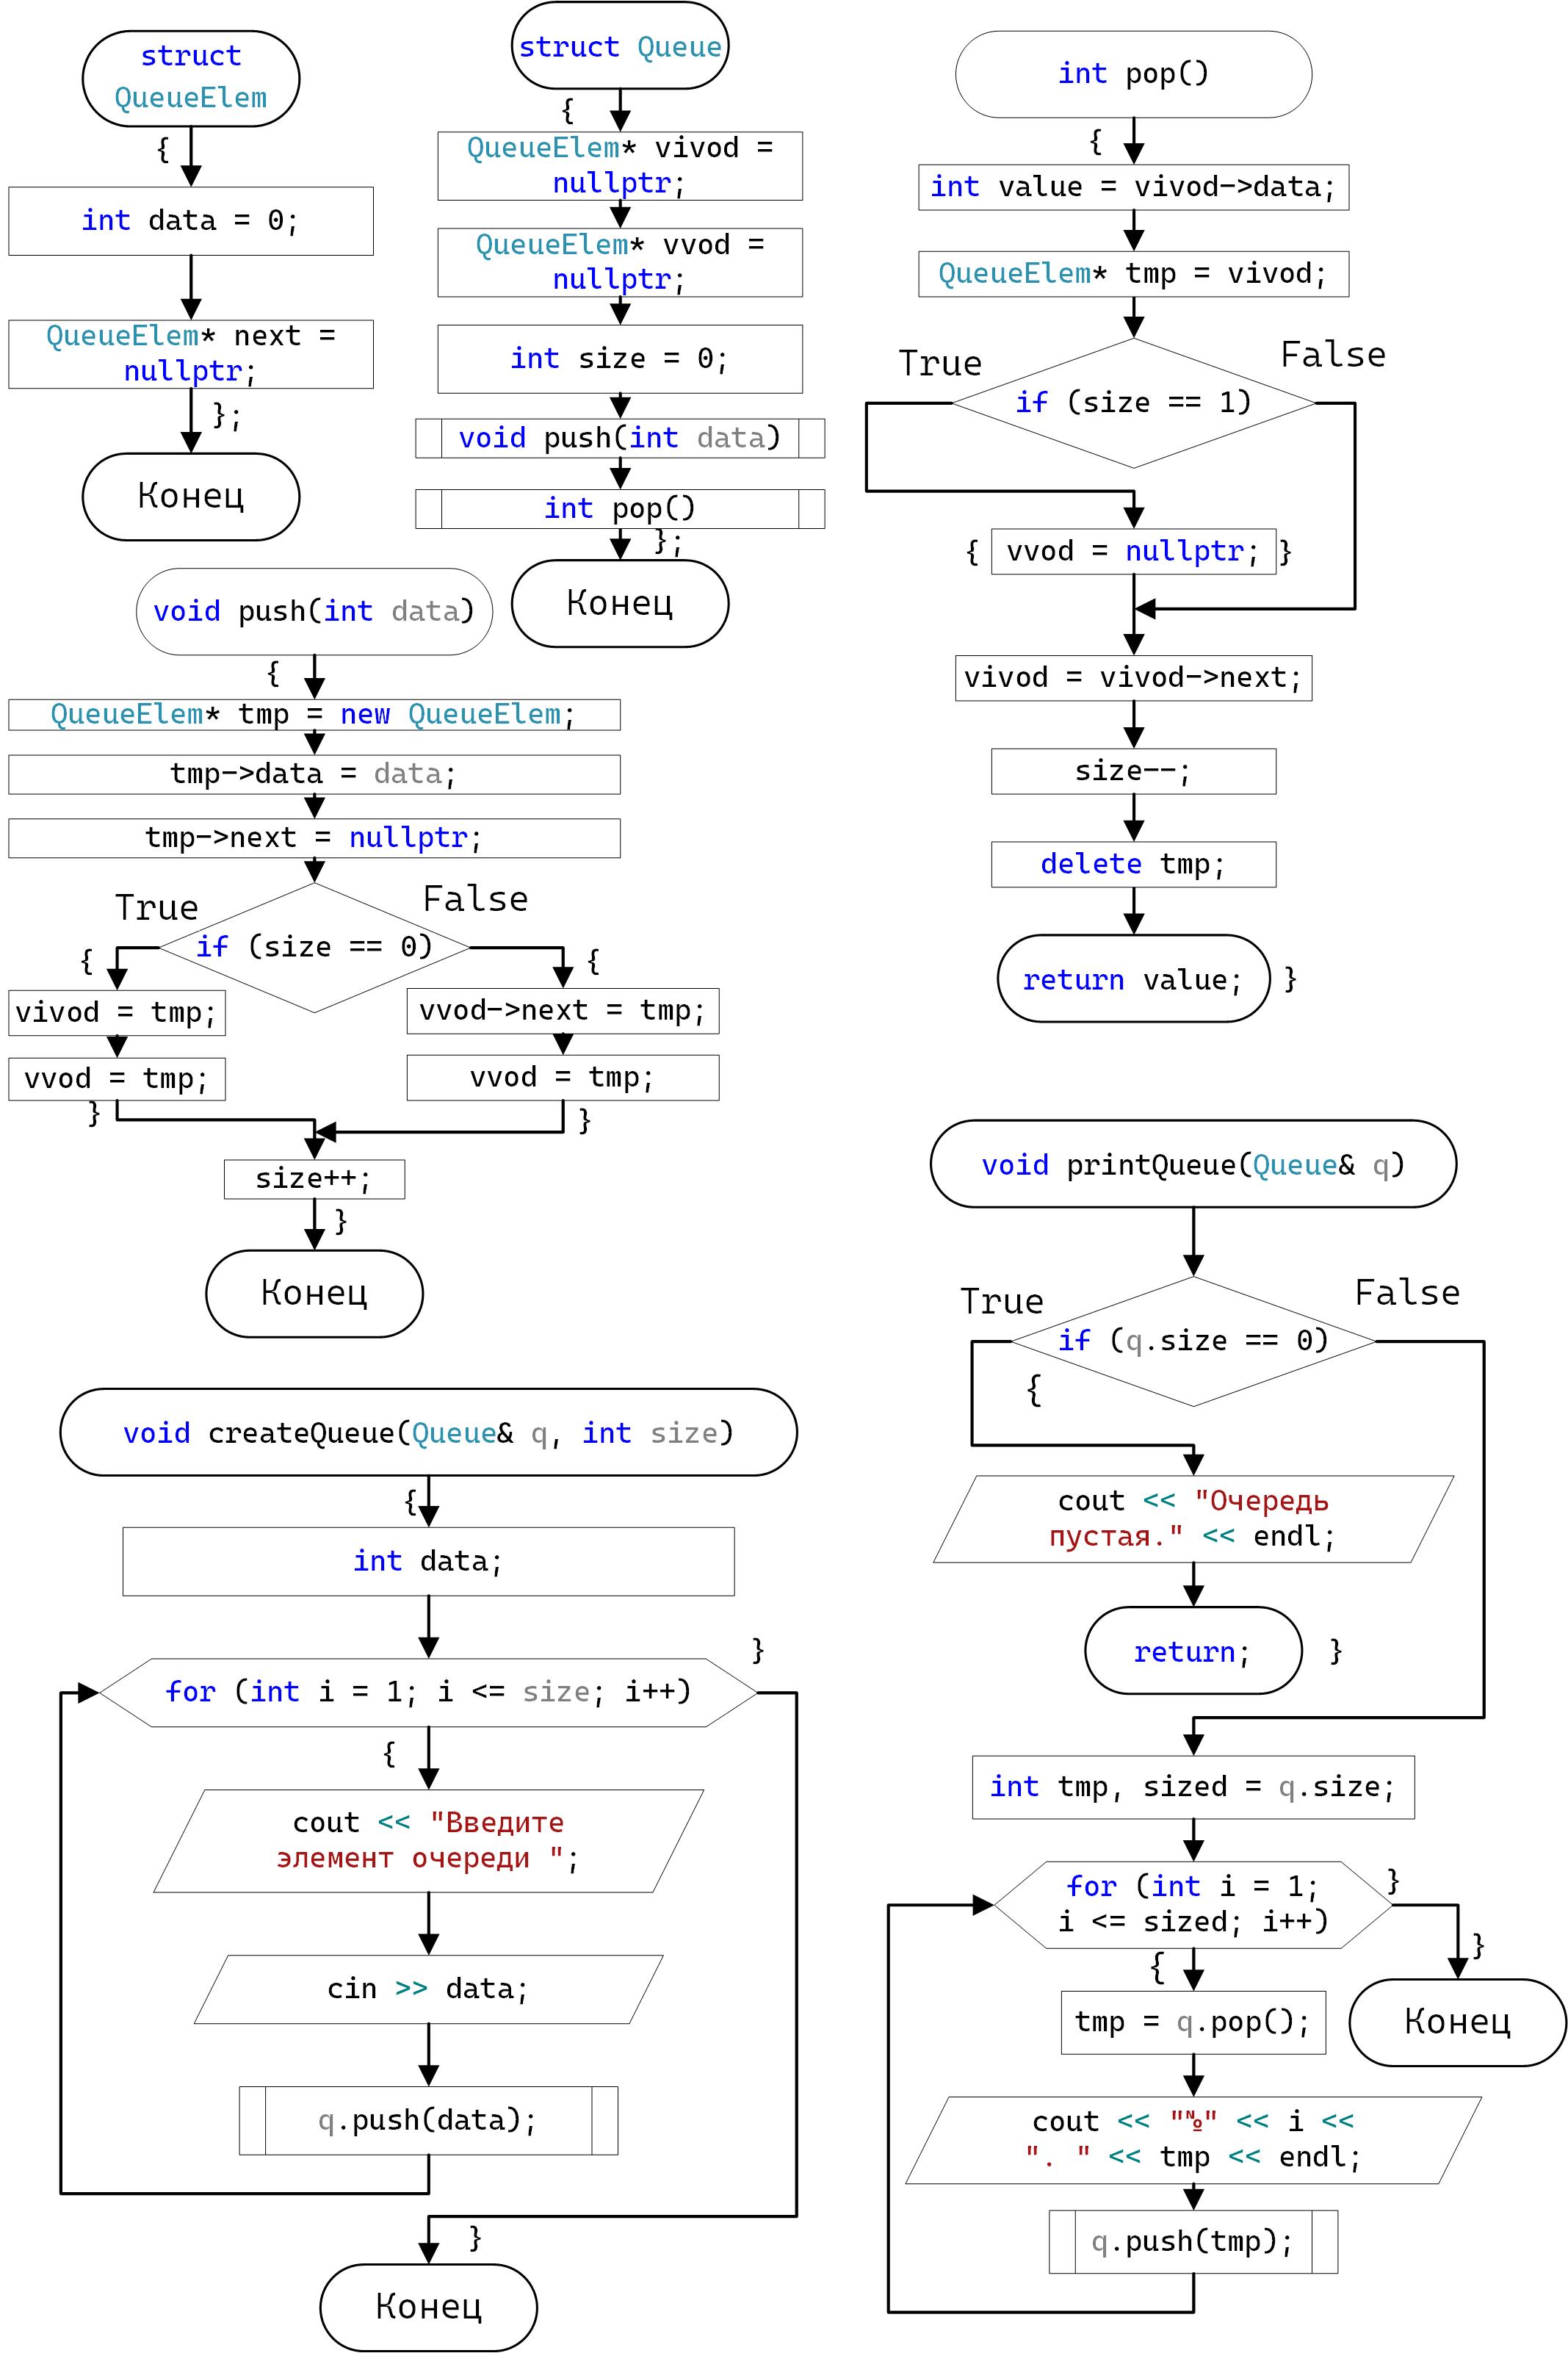 struct
QueueElem
{
int data = 0;
QueueElem* next =
nullptr;
};
Конец
struct Queue
{
QueueElem* vivod =
nullptr;
QueueElem* vvod =
nullptr;
int size = 0;
void push(int data)
int pop()
};
Конец
int pop()
{
int value = vivod->data;
QueueElem* tmp = vivod;
True
False
if (size == 1)
{ vvod = nullptr; }
vivod = vivod->next;
size--;
delete tmp;
return value; }
void push(int data)
{
QueueElem* tmp = new QueueElem;
tmp->data = data;
tmp->next = nullptr;
True
False
if (size == 0)
{
vivod = tmp;
vvod = tmp;
}
{
vvod->next = tmp;
vvod = tmp;
}
size++;
}
Конец
void printQueue(Queue& q)
True
False
if (q.size == 0)
{
cout << "Очередь
пустая." << endl;
return; }
int tmp, sized = q.size;
for (int i = 1;
i <= sized; i++)
}
{
tmp = q.pop();
cout << "№" << i <<
". " << tmp << endl;
q.push(tmp);
}
Конец
void createQueue(Queue& q, int size)
{
int data;
}
for (int i = 1; i <= size; i++)
{
cout << "Введите
элемент очереди ";
cin >> data;
q.push(data);
}
Конец